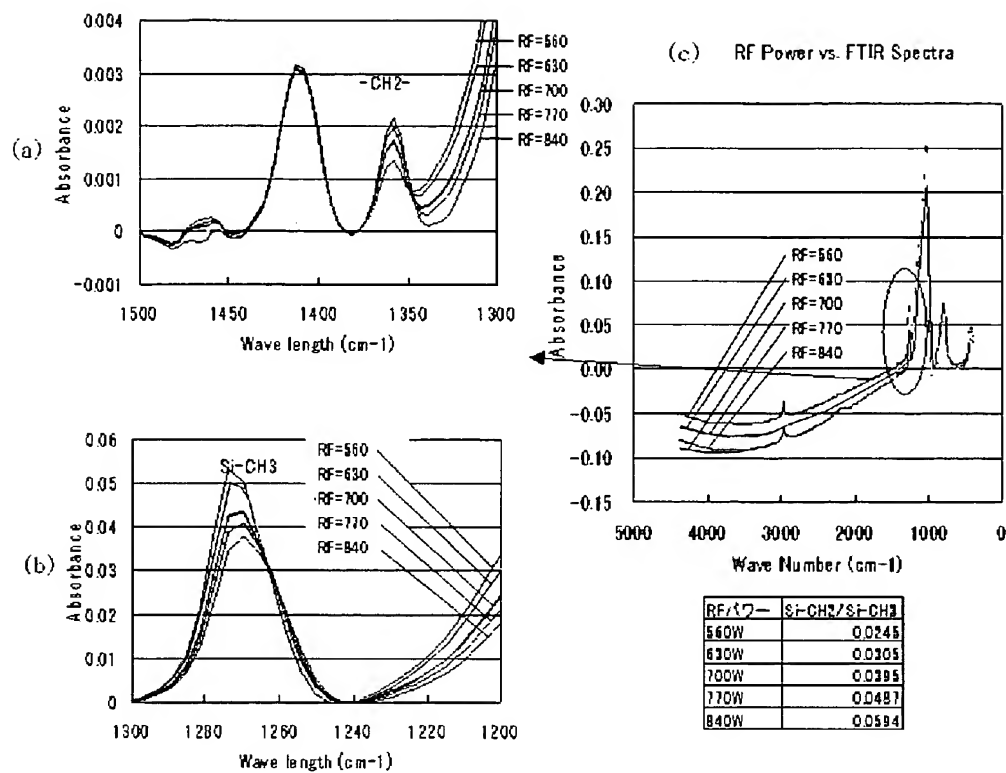 (a)
0.004
0.003
0.002
0.001
0
-0.001
Absorbance
-CH2-
RF=560
RF=630
RF=700
RF=770
RF=840
1500
1450
1400
1350
1300
Wave length (cm-1)
(b)
0.06
0.05
0.04
0.03
0.02
0.01
0
Absorbance
Si-CH3
RF=560
RF=630
RF=700
RF=770
RF=840
1300
1280
1260
1240
1220
1200
Wave length (cm-1)
(c) RF Power vs. FTIR Spectra
0.30
0.25
0.20
0.15
0.10
0.05
0.00
-0.05
-0.10
-0.15
Absorbance
RF=560
RF=630
RF=700
RF=770
RF=840
5000
4000
3000
2000
1000
0
Wave Number (cm-1)
RFパワー Si-CH2/Si-CH3
560W 0.0245
630W 0.0305
700W 0.0395
770W 0.0487
840W 0.0594